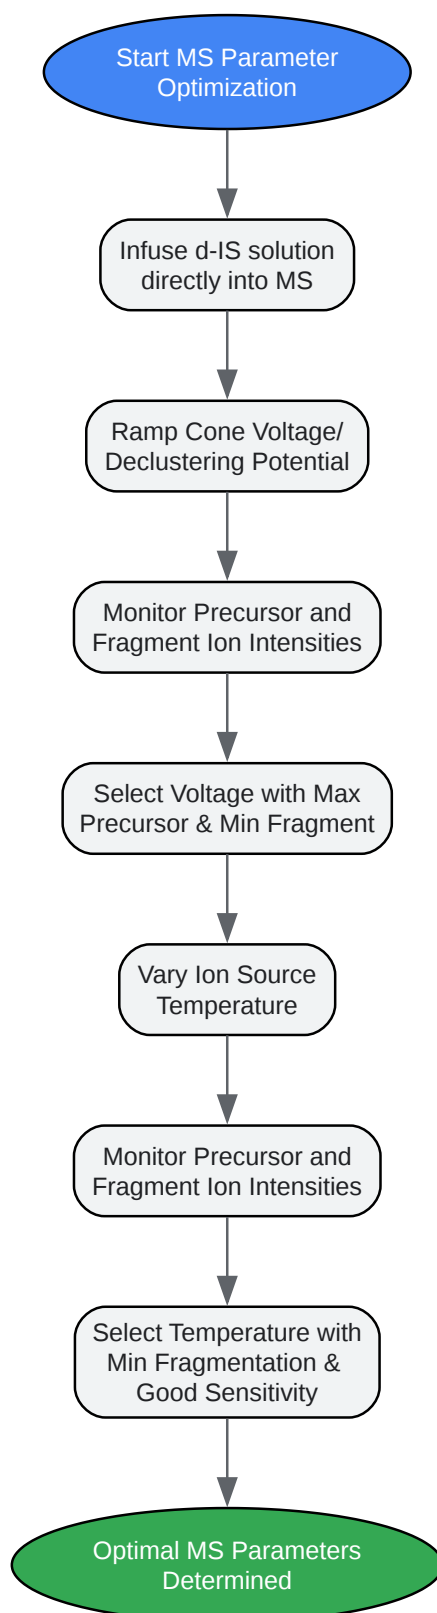 Start MS Parameter
Optimization
Infuse d-IS solution
directly into MS
Ramp Cone Voltage/
Declustering Potential
Monitor Precursor and
Fragment Ion Intensities
Select Voltage with Max
Precursor & Min Fragment
Vary Ion Source
Temperature
Monitor Precursor and
Fragment Ion Intensities
Select Temperature with
Min Fragmentation &
Good Sensitivity
Optimal MS Parameters
Determined